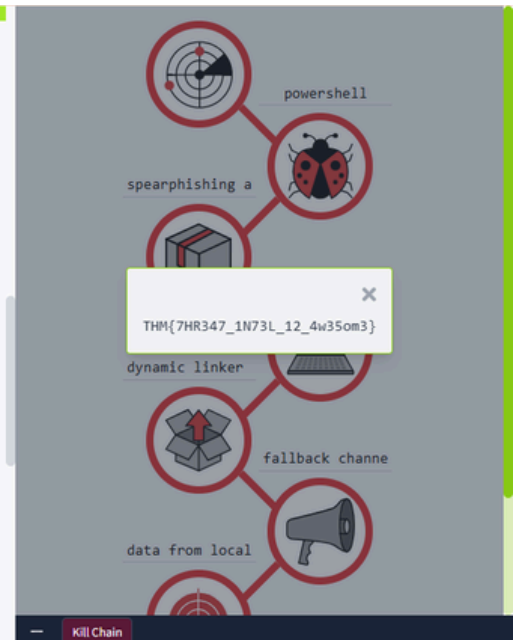 powershell
spearphishing a
THM{7HR347_1N73L_12_4w35om3}
dynamic linker
fallback channe
data from local
Kill Chain